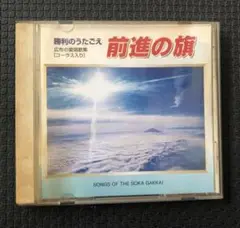 勝利のうたごえ
広布の愛唱歌集
(コーラス入り)
前進の旗
SONGS OF THE SOKA GAKKAI